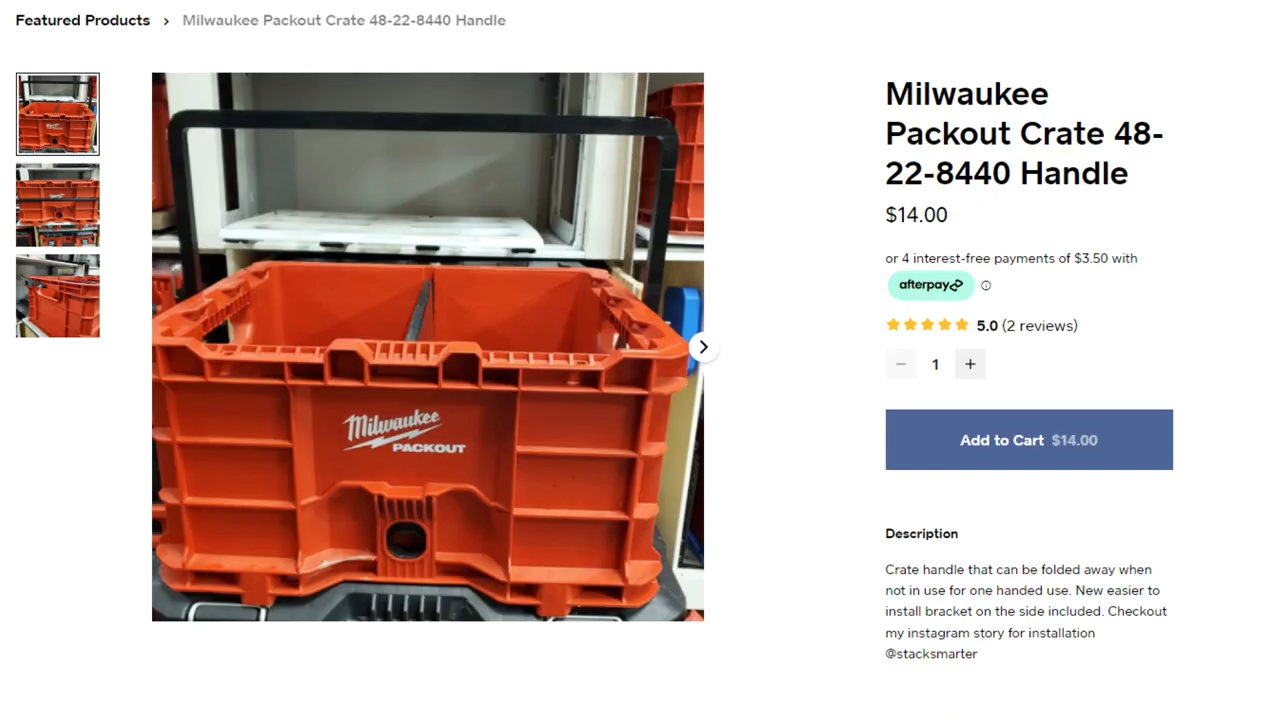 Featured Products > Milwaukee Packout Crate 48-22-8440 Handle
Milwaukee
PACKOUT
Milwaukee
Packout Crate 48-
22-8440 Handle
$14.00
or 4 interest-free payments of $3.50 with
afterpay
5.0 (2 reviews)
− 1 +
Add to Cart $14.00
Description
Crate handle that can be folded away when
not in use for one handed use. New easier to
install bracket on the side included. Checkout
my instagram story for installation
@stacksmarter